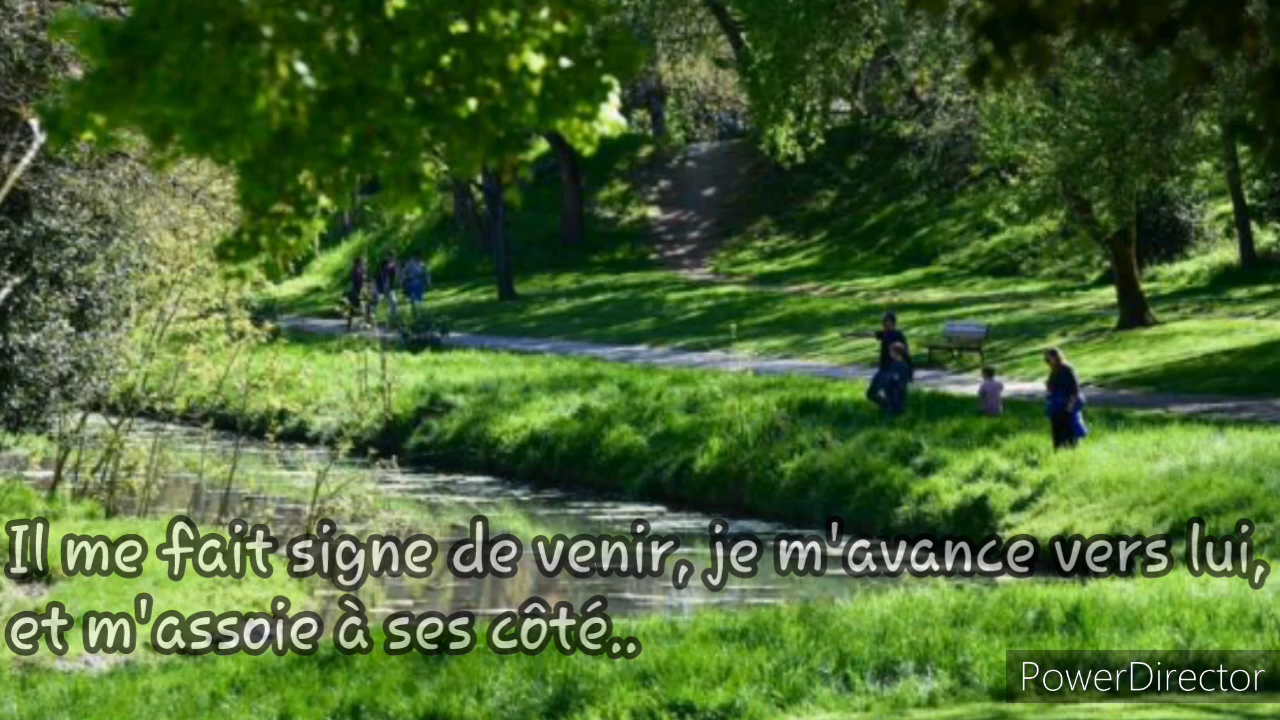 Il me fait signe de venir, je m'avance vers lui,
et m'assoie à ses côté..
PowerDirector